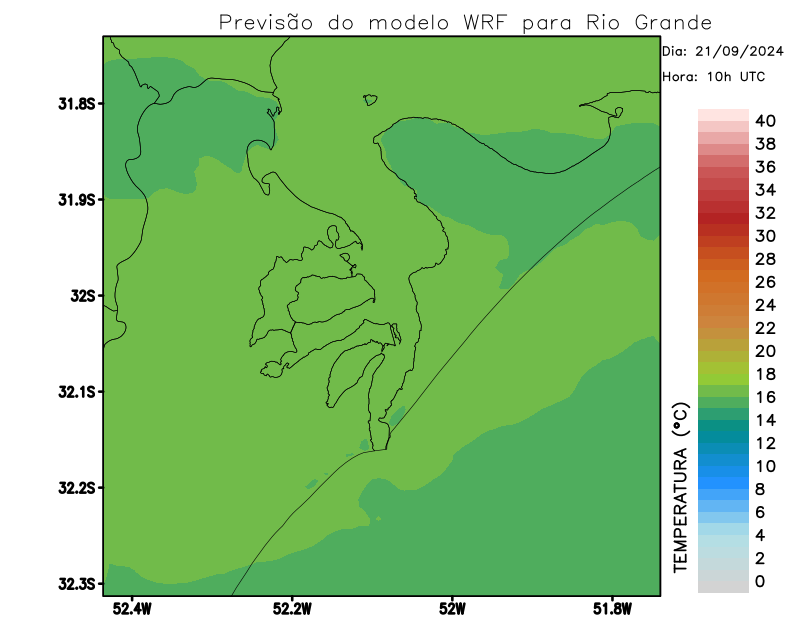 Previsão do modelo WRF para Rio Grande
Dia: 21/09/2024
Hora: 10h UTC
31.8S
31.9S
32S
32.1S
32.2S
32.3S
52.4W
52.2W
52W
51.8W
TEMPERATURA (°C)
40
38
36
34
32
30
28
26
24
22
20
18
16
14
12
10
8
6
4
2
0